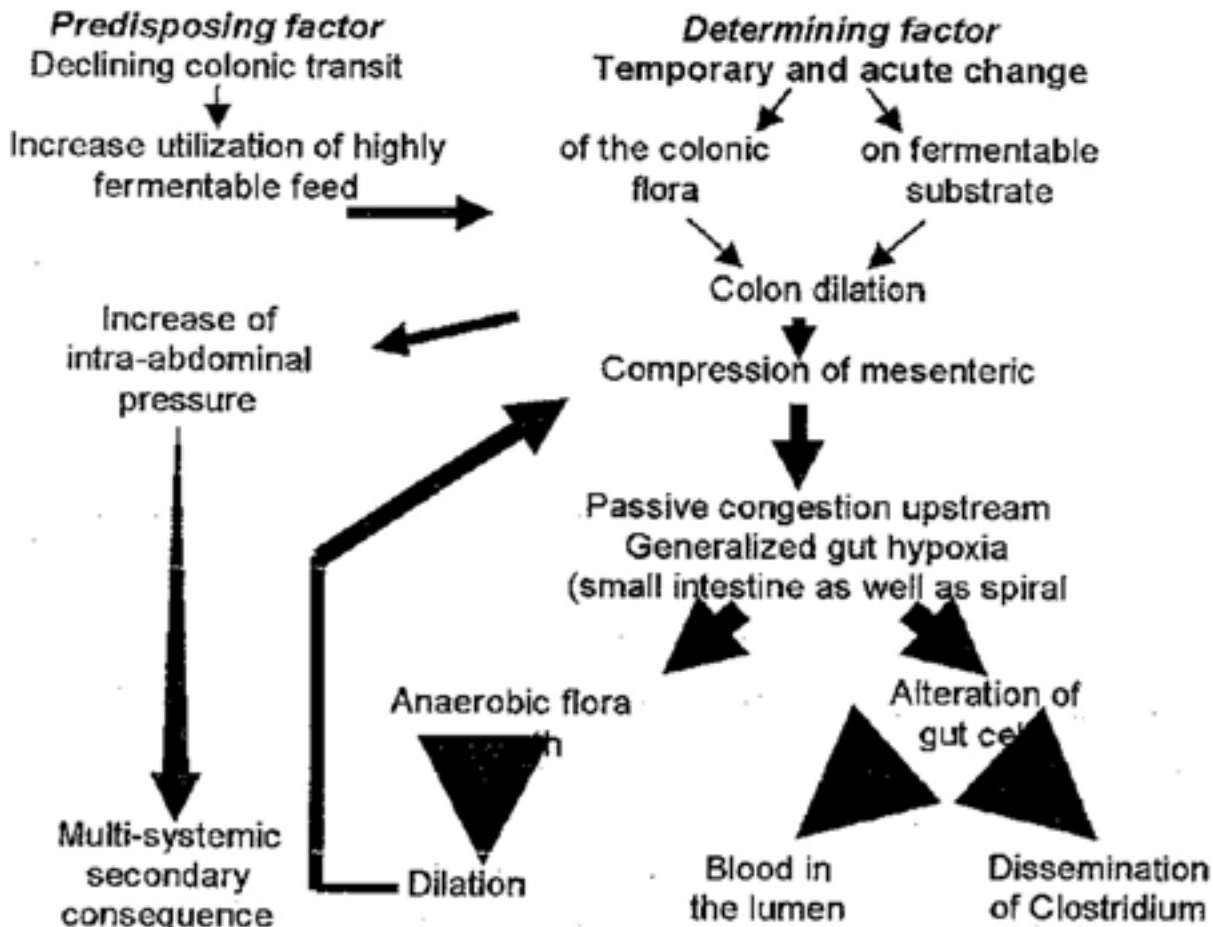 Predisposing factor
Declining colonic transit
Increase utilization of highly
fermentable feed
Determining factor
Temporary and acute change
of the colonic
flora
on fermentable
substrate
Colon dilation
Increase of
intra-abdominal
pressure
Compression of mesenteric
Passive congestion upstream
Generalized gut hypoxia
(small intestine as well as spiral
Anaerobic flora
Alteration of
gut
Multi-systemic
secondary
consequence
Dilation
Blood in
the lumen
Dissemination
of Clostridium